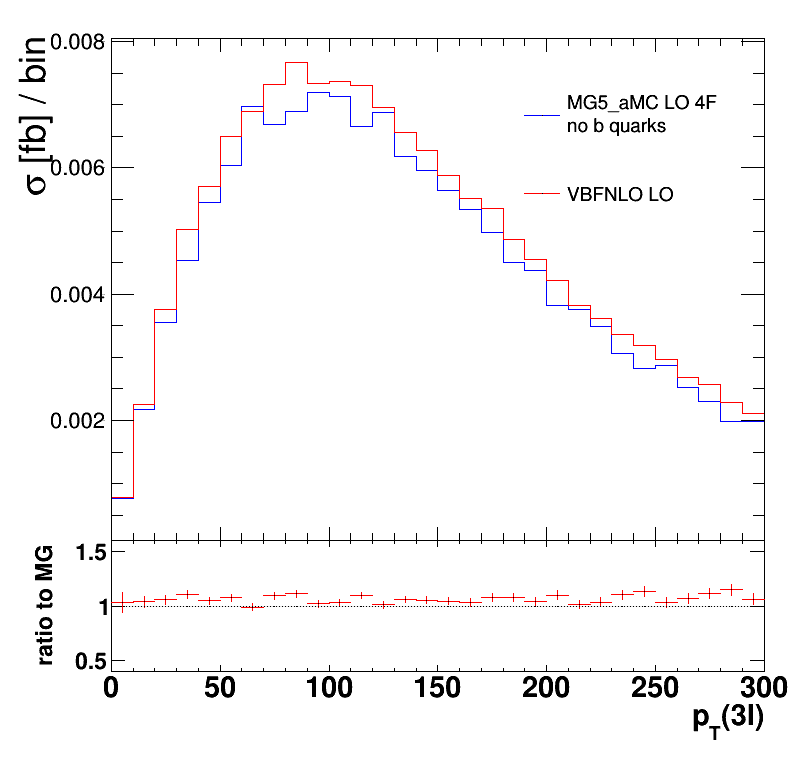 σ [fb] / bin
0.008
0.006
0.004
0.002
MG5_aMC LO 4F
no b quarks
VBFNLO LO
ratio to MG
1.5
1
0.5
0 50 100 150 200 250 300
p_T(3l)